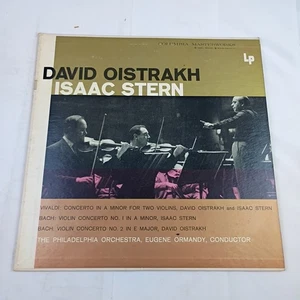 COLUMBIA MASTERWORKS
Lp
DAVID OISTRAKH
ISAAC STERN
VIVALDI: CONCERTO IN A MINOR FOR TWO VIOLINS, DAVID OISTRAKH and ISAAC STERN
BACH: VIOLIN CONCERTO NO. 1 IN A MINOR, ISAAC STERN
BACH: VIOLIN CONCERTO NO. 2 IN E MAJOR, DAVID OISTRAKH
THE PHILADELPHIA ORCHESTRA, EUGENE ORMANDY, CONDUCTOR